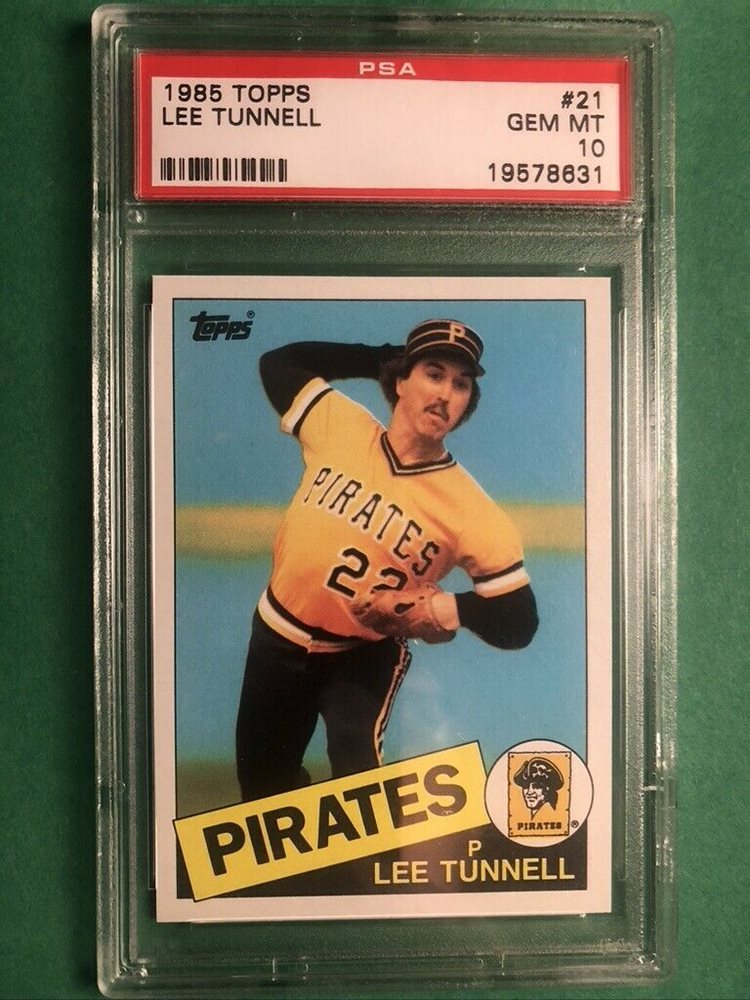 PSA
1985 TOPPS
LEE TUNNELL
#21
GEM MT
10
19578631
topps®
P
PIRATES
22
PIRATES
PIRATES®
P
LEE TUNNELL